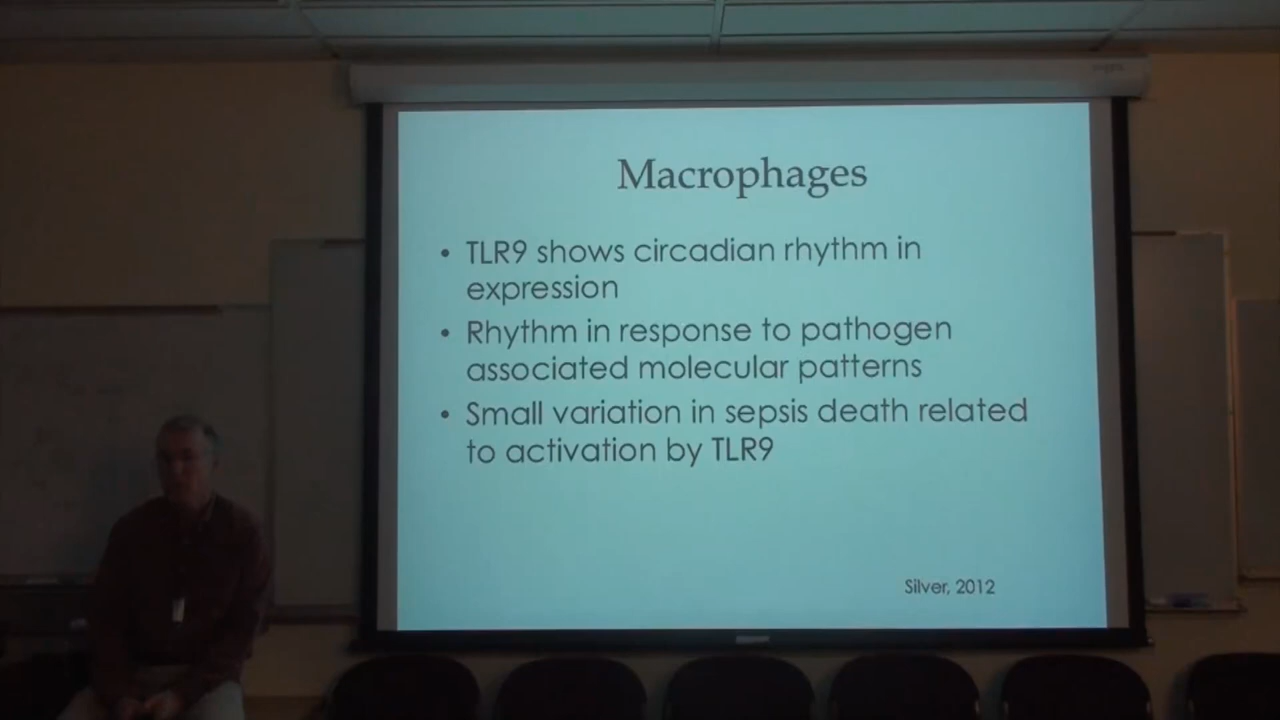 Macrophages
• TLR9 shows circadian rhythm in
expression
• Rhythm in response to pathogen
associated molecular patterns
• Small variation in sepsis death related
to activation by TLR9
Silver, 2012